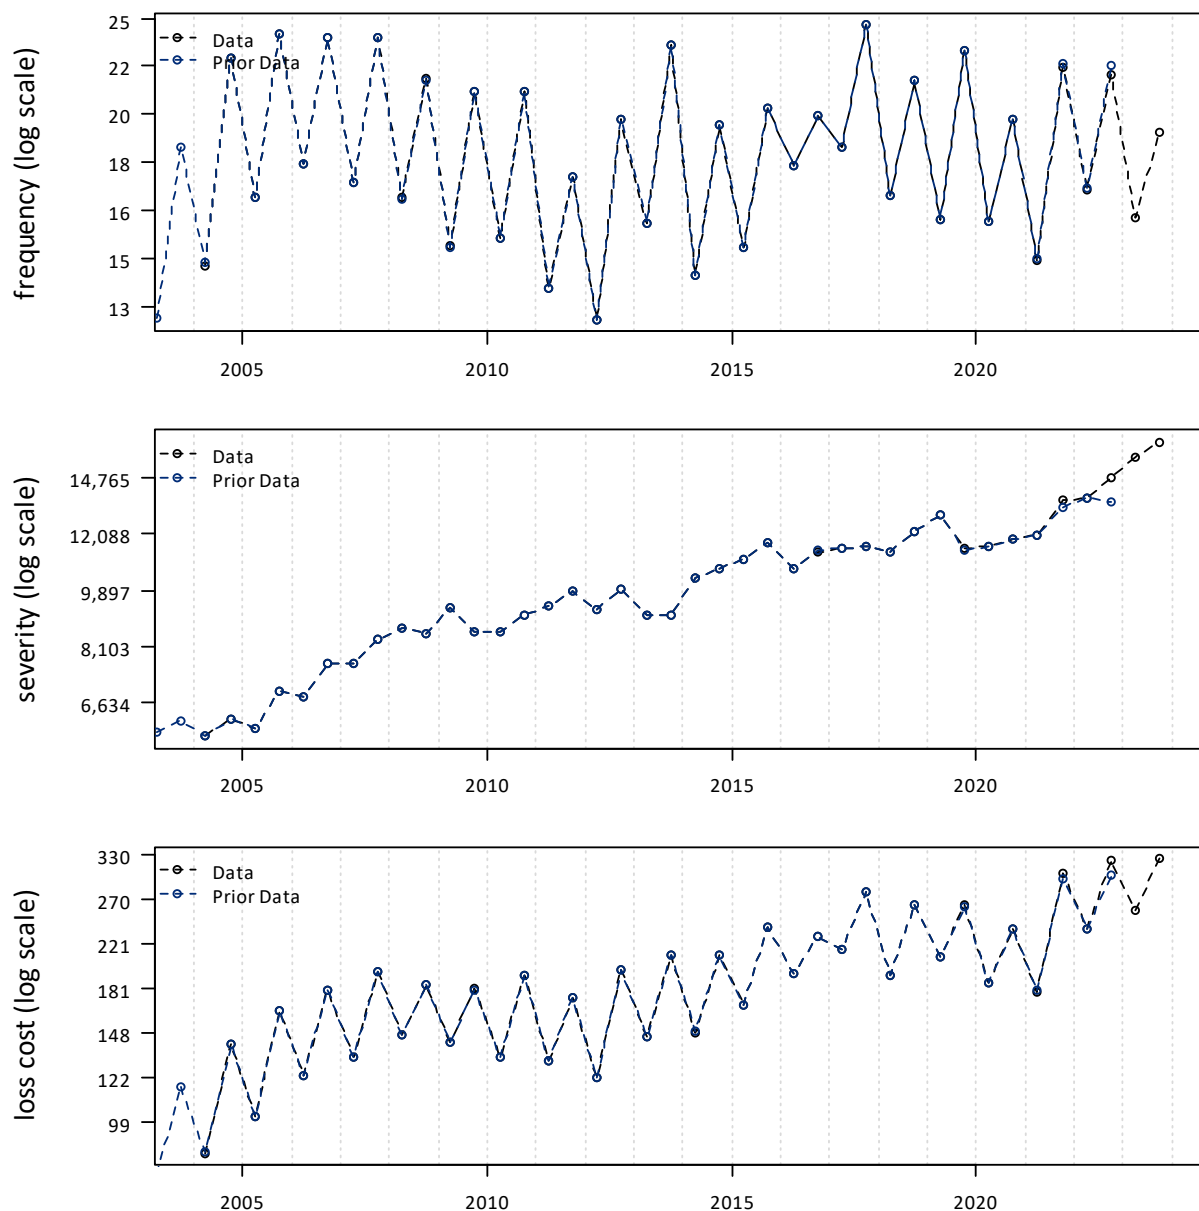 frequency (log scale)
25
22
20
18
16
15
13
Data
Prior Data
2005 2010 2015 2020
severity (log scale)
14,765
12,088
9,897
8,103
6,634
Data
Prior Data
2005 2010 2015 2020
loss cost (log scale)
330
270
221
181
148
122
99
Data
Prior Data
2005 2010 2015 2020